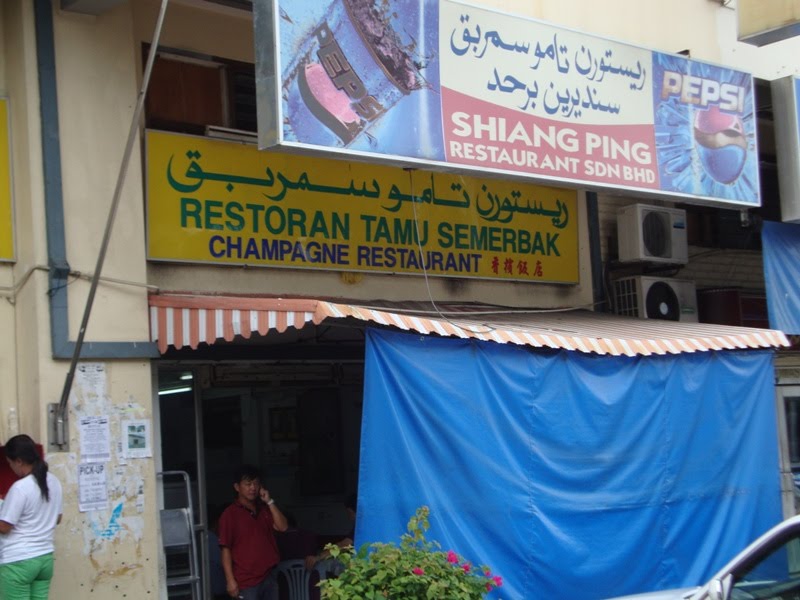 PEPSI
ريستورن تامو سمربق
سنديرين برحد
SHIANG PING
RESTAURANT SDN BHD
PEPSI
ريستورن تامو سمربق
RESTORAN TAMU SEMERBAK
CHAMPAGNE RESTAURANT 香檳飯店
PICK-UP